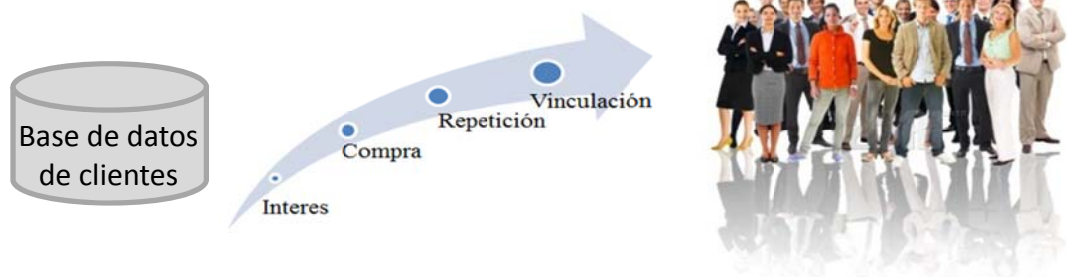 Base de datos
de clientes
Interes
Compra
Repetición
Vinculación